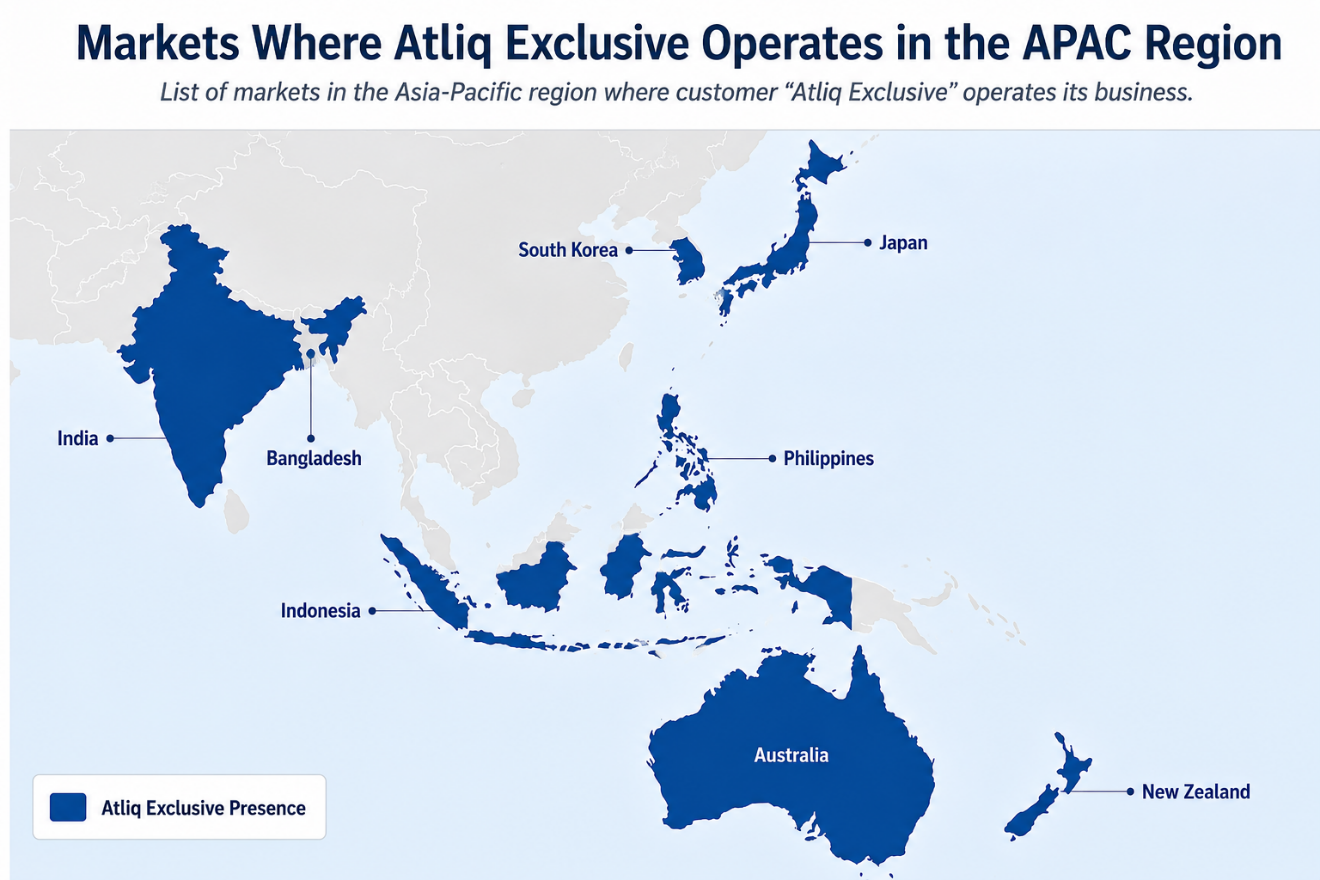 Markets Where Atliq Exclusive Operates in the APAC Region
List of markets in the Asia-Pacific region where customer “Atliq Exclusive” operates its business.
South Korea
Japan
India
Bangladesh
Philippines
Indonesia
Australia
New Zealand
Atliq Exclusive Presence